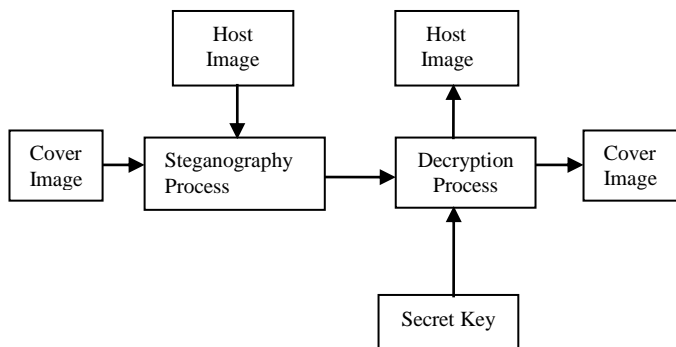 Host
Image
Host
Image
Cover
Image
Steganography
Process
Decryption
Process
Cover
Image
Secret Key